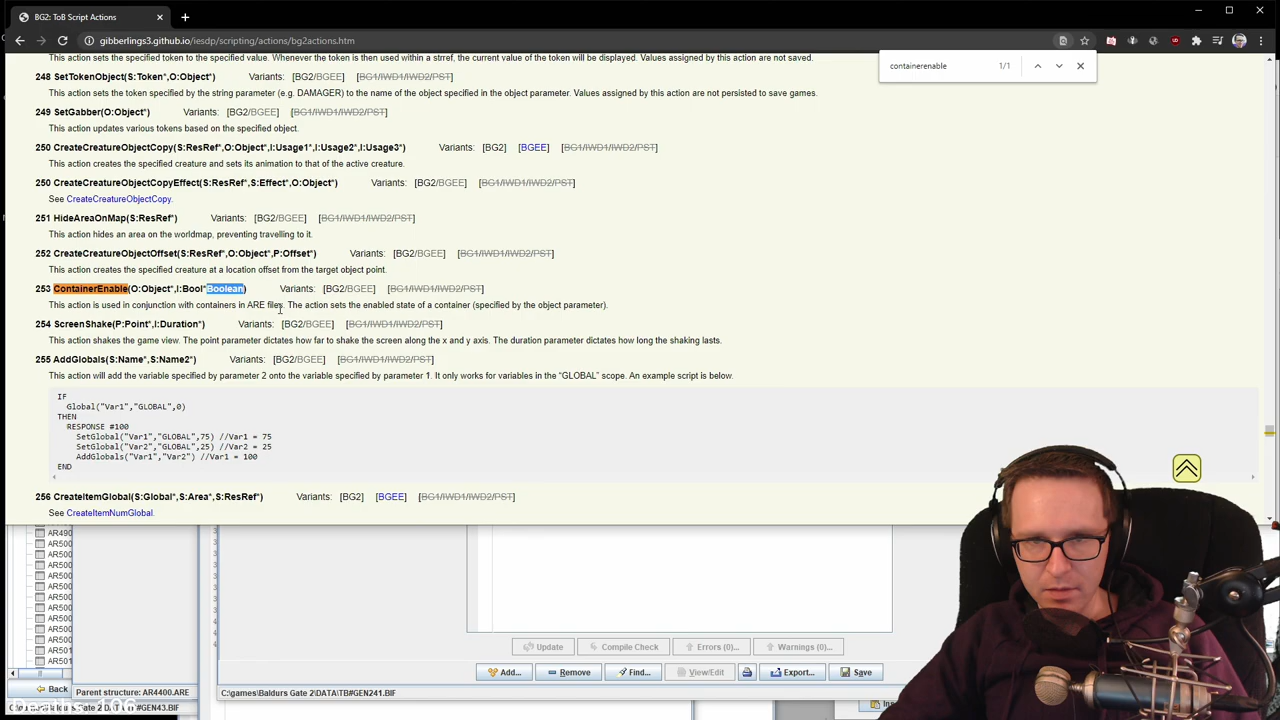 BG2: ToB Script Actions
gibberlings3.github.io/iesdp/scripting/actions/bg2actions.htm
containerenable 1/1
This action sets the token specified to the specified value. Whenever the token is then used within a strref, the current value of the token will be displayed. Values assigned by this action are not saved.
248 SetTokenObject(S:Token*,O:Object*) Variants: [BG2/BGEE] [BG1/IWD1/IWD2/PST]
This action sets the token specified by the string parameter (e.g. DAMAGER) to the name of the object specified in the object parameter. Values assigned by this action are not persisted to save games.
249 SetGabber(O:Object*) Variants: [BG2/BGEE] [BG1/IWD1/IWD2/PST]
This action updates various tokens based on the specified object.
250 CreateCreatureObjectCopy(S:ResRef*,O:Object*,I:Usage1*,I:Usage2*,I:Usage3*) Variants: [BG2] [BGEE] [BG1/IWD1/IWD2/PST]
This action creates the specified creature and sets its animation to that of the active creature.
250 CreateCreatureObjectCopyEffect(S:ResRef*,S:Effect*,O:Object*) Variants: [BG2/BGEE] [BG1/IWD1/IWD2/PST]
See CreateCreatureObjectCopy.
251 HideAreaOnMap(S:ResRef*) Variants: [BG2/BGEE] [BG1/IWD1/IWD2/PST]
This action hides an area on the worldmap, preventing travelling to it.
252 CreateCreatureObjectOffset(S:ResRef*,O:Object*,P:Offset*) Variants: [BG2/BGEE] [BG1/IWD1/IWD2/PST]
This action creates the specified creature at a location offset from the target object point.
253 ContainerEnable(O:Object*,I:Bool*Boolean) Variants: [BG2/BGEE] [BG1/IWD1/IWD2/PST]
This action is used in conjunction with containers in ARE files. The action sets the enabled state of a container (specified by the object parameter).
254 ScreenShake(P:Point*,I:Duration*) Variants: [BG2/BGEE] [BG1/IWD1/IWD2/PST]
This action shakes the game view. The point parameter dictates how far to shake the screen along the x and y axis. The duration parameter dictates how long the shaking lasts.
255 AddGlobals(S:Name*,S:Name2*) Variants: [BG2/BGEE] [BG1/IWD1/IWD2/PST]
This action will add the variable specified by parameter 2 onto the variable specified by parameter 1. It only works for variables in the "GLOBAL" scope. An example script is below.
IF
Global("Var1","GLOBAL",0)
THEN
RESPONSE #100
SetGlobal("Var1","GLOBAL",75) //Var1 = 75
SetGlobal("Var2","GLOBAL",25) //Var2 = 25
AddGlobals("Var1","Var2") //Var1 = 100
END
256 CreateItemGlobal(S:Global*,S:Area*,S:ResRef*) Variants: [BG2] [BGEE] [BG1/IWD1/IWD2/PST]
See CreateItemNumGlobal.
AR490
AR500
AR500
AR500
AR500
AR500
AR500
AR500
AR500
AR500
AR500
AR501
AR501
Update Compile Check Errors (0)... Warnings (0)...
Add... Remove Find... View/Edit Export... Save
Back
Parent structure: AR4400.ARE
C:\games\Baldurs Gate 2\DATA\TB#GEN241.BIF